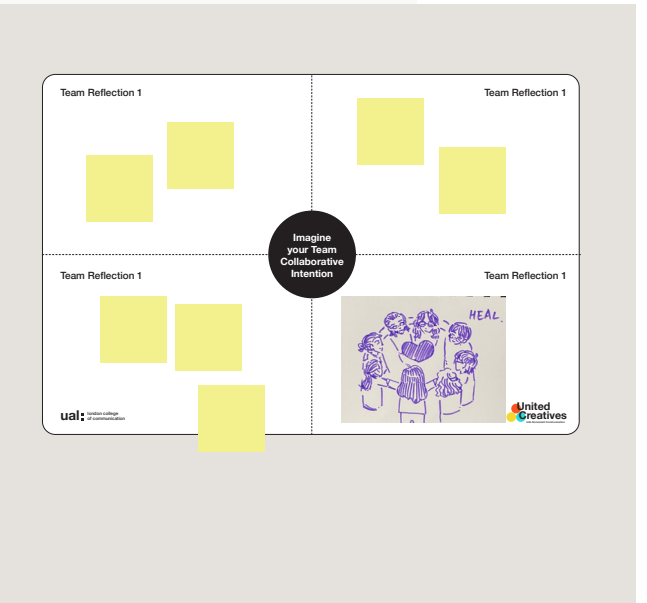 Team Reflection 1
Team Reflection 1
Imagine
your Team
Collaborative
Intention
Team Reflection 1
Team Reflection 1
HEAL.
ual:
london college
of communication
United
Creatives